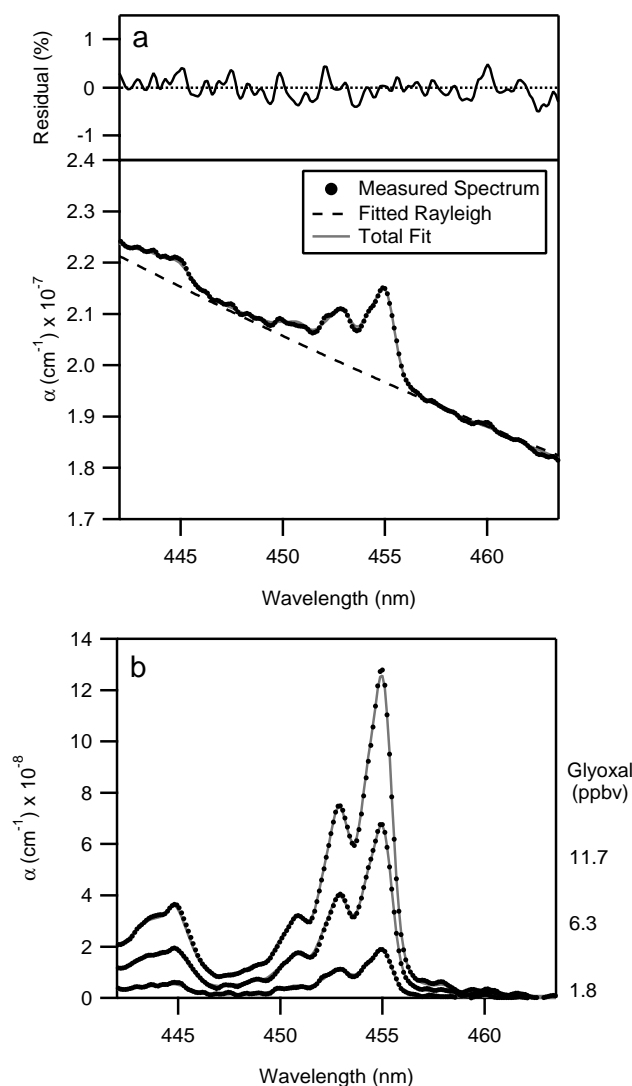 a
Residual (%)
1
0
-1
2.4
2.3
2.2
2.1
2.0
1.9
1.8
1.7
α (cm⁻¹) x 10⁻⁷
Measured Spectrum
Fitted Rayleigh
Total Fit
445 450 455 460
Wavelength (nm)
b
α (cm⁻¹) x 10⁻⁸
14
12
10
8
6
4
2
0
Glyoxal
(ppbv)
11.7
6.3
1.8
445 450 455 460
Wavelength (nm)